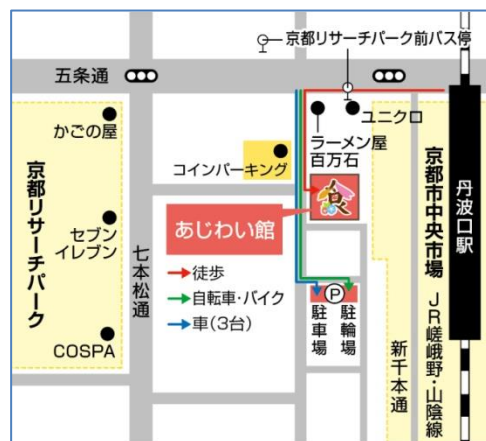 京都リサーチパーク前バス停
五条通
かごの屋
ユニクロ
ラーメン屋
百万石
コインパーキング
京都リサーチパーク
セブン
イレブン
七本松通
あじわい館
京都市中央市場
丹波口駅
徒歩
自転車・バイク
車(3台)
P
駐車場
駐輪場
COSPA
新千本通
JR嵯峨野・山陰線